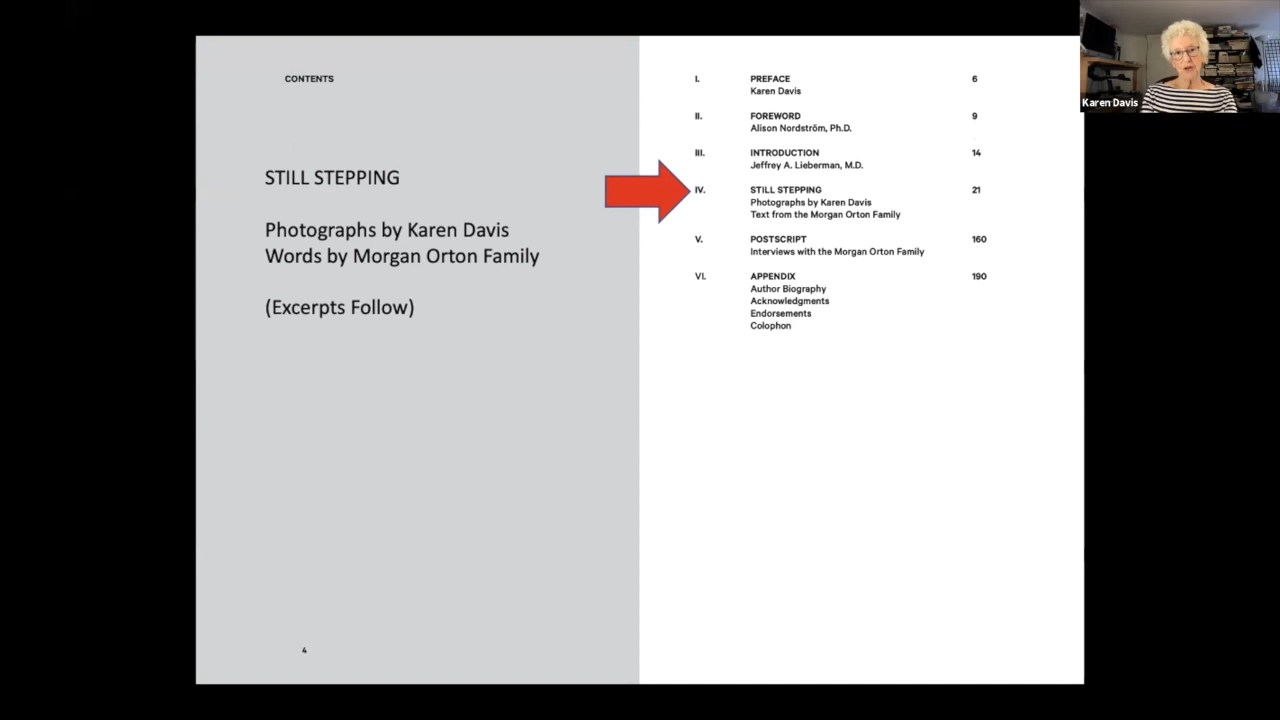 CONTENTS
STILL STEPPING
Photographs by Karen Davis
Words by Morgan Orton Family
(Excerpts Follow)
4
I. PREFACE 6
Karen Davis
II. FOREWORD 9
Alison Nordström, Ph.D.
III. INTRODUCTION 14
Jeffrey A. Lieberman, M.D.
IV. STILL STEPPING 21
Photographs by Karen Davis
Text from the Morgan Orton Family
V. POSTSCRIPT 160
Interviews with the Morgan Orton Family
VI. APPENDIX 190
Author Biography
Acknowledgments
Endorsements
Colophon
Karen Davis